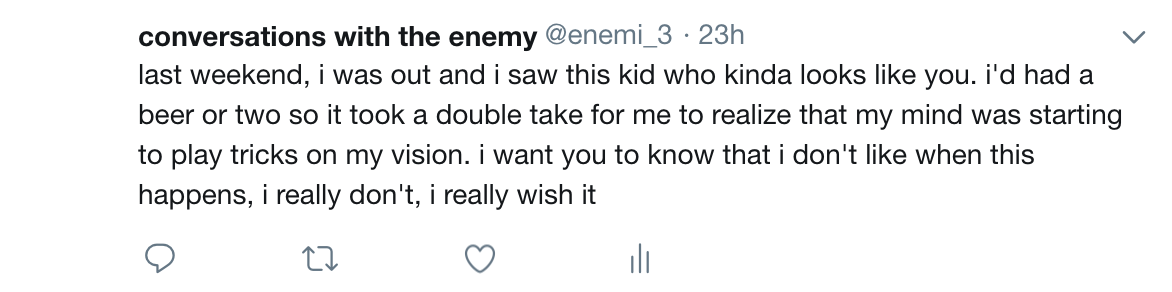 conversations with the enemy @enemi_3 · 23h
last weekend, i was out and i saw this kid who kinda looks like you. i'd had a
beer or two so it took a double take for me to realize that my mind was starting
to play tricks on my vision. i want you to know that i don't like when this
happens, i really don't, i really wish it